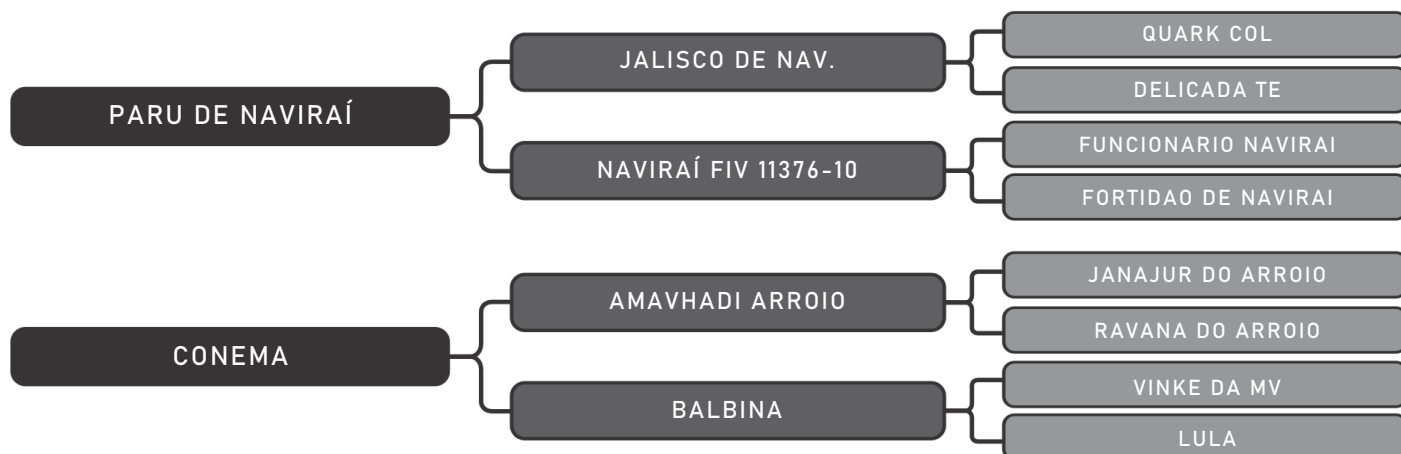 PARU DE NAVIRAÍ
JALISCO DE NAV.
QUARK COL
DELICADA TE
NAVIRAÍ FIV 11376-10
FUNCIONARIO NAVIRAI
FORTIDAO DE NAVIRAI
CONEMA
AMAVHADI ARROIO
JANAJUR DO ARROIO
RAVANA DO ARROIO
BALBINA
VINKE DA MV
LULA